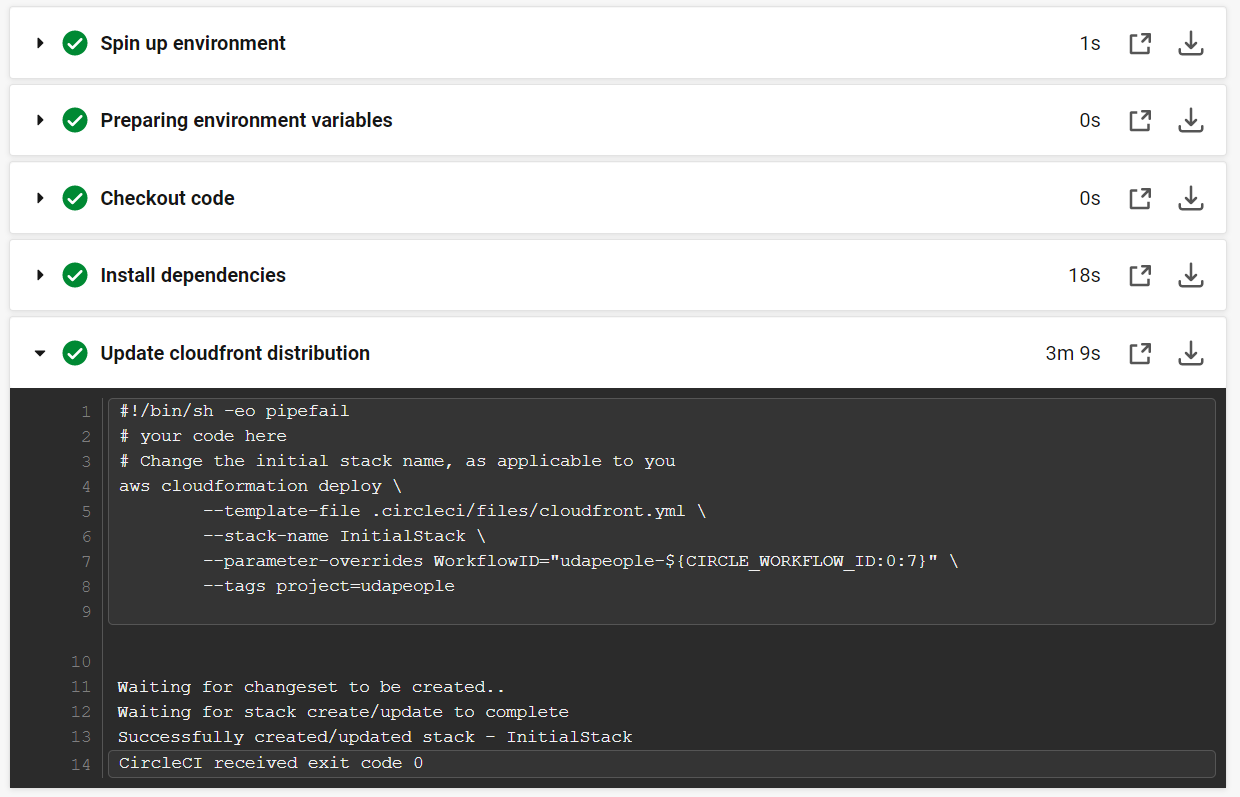 Spin up environment 1s
Preparing environment variables 0s
Checkout code 0s
Install dependencies 18s
Update cloudfront distribution 3m 9s
1 #!/bin/sh -eo pipefail
2 # your code here
3 # Change the initial stack name, as applicable to you
4 aws cloudformation deploy \
5         --template-file .circleci/files/cloudfront.yml \
6         --stack-name InitialStack \
7         --parameter-overrides WorkflowID="udapeople-${CIRCLE_WORKFLOW_ID:0:7}" \
8         --tags project=udapeople
9
10
11 Waiting for changeset to be created..
12 Waiting for stack create/update to complete
13 Successfully created/updated stack - InitialStack
14 CircleCI received exit code 0